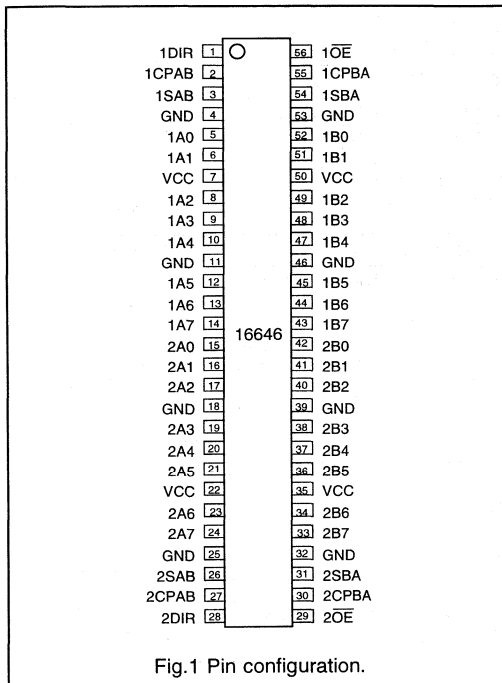 1DIR 1 56 1O̅E̅
1CPAB 2 55 1CPBA
1SAB 3 54 1SBA
GND 4 53 GND
1A0 5 52 1B0
1A1 6 51 1B1
VCC 7 50 VCC
1A2 8 49 1B2
1A3 9 48 1B3
1A4 10 47 1B4
GND 11 46 GND
1A5 12 45 1B5
1A6 13 44 1B6
1A7 14 43 1B7
16646
2A0 15 42 2B0
2A1 16 41 2B1
2A2 17 40 2B2
GND 18 39 GND
2A3 19 38 2B3
2A4 20 37 2B4
2A5 21 36 2B5
VCC 22 35 VCC
2A6 23 34 2B6
2A7 24 33 2B7
GND 25 32 GND
2SAB 26 31 2SBA
2CPAB 27 30 2CPBA
2DIR 28 29 2O̅E̅
Fig.1 Pin configuration.